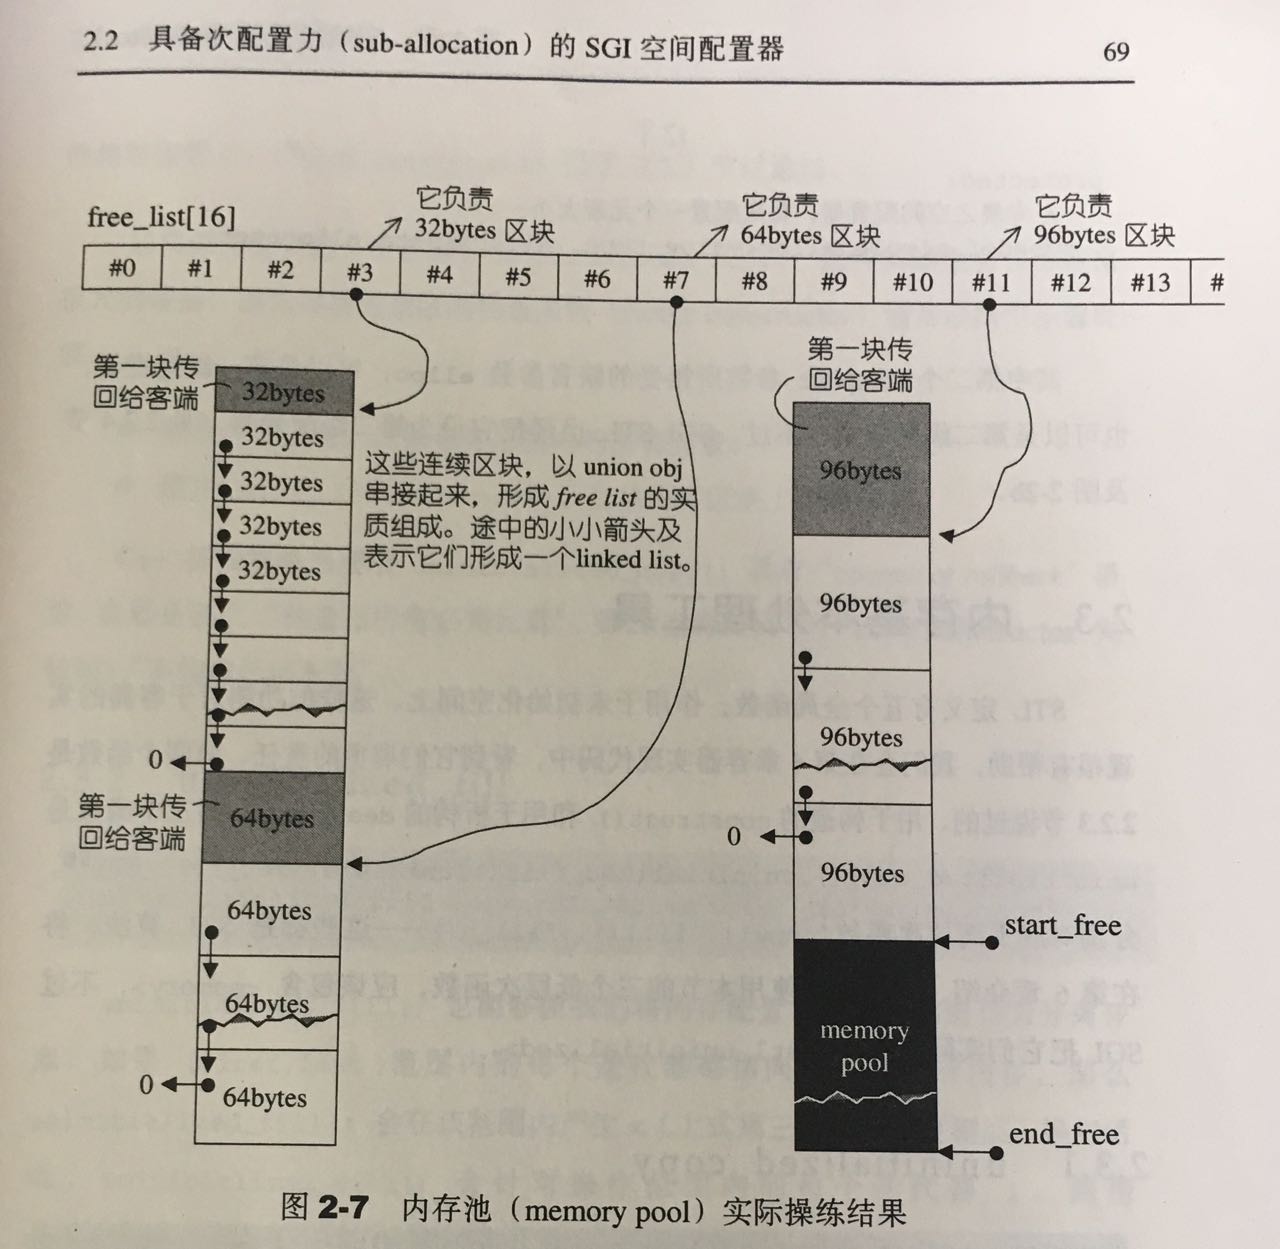 2.2 具备次配置力（sub-allocation）的 SGI 空间配置器
69
free_list[16]
它负责
32bytes 区块
它负责
64bytes 区块
它负责
96bytes 区块
#0 #1 #2 #3 #4 #5 #6 #7 #8 #9 #10 #11 #12 #13 #
第一块传
回给客端
32bytes
32bytes
32bytes
32bytes
32bytes
0
这些连续区块，以 union obj
串接起来，形成 free list 的实
质组成。途中的小小箭头及
表示它们形成一个linked list。
第一块传
回给客端
64bytes
64bytes
64bytes
0
64bytes
第一块传
回给客端
96bytes
96bytes
96bytes
0
96bytes
start_free
memory
pool
end_free
图 2-7 内存池（memory pool）实际操练结果